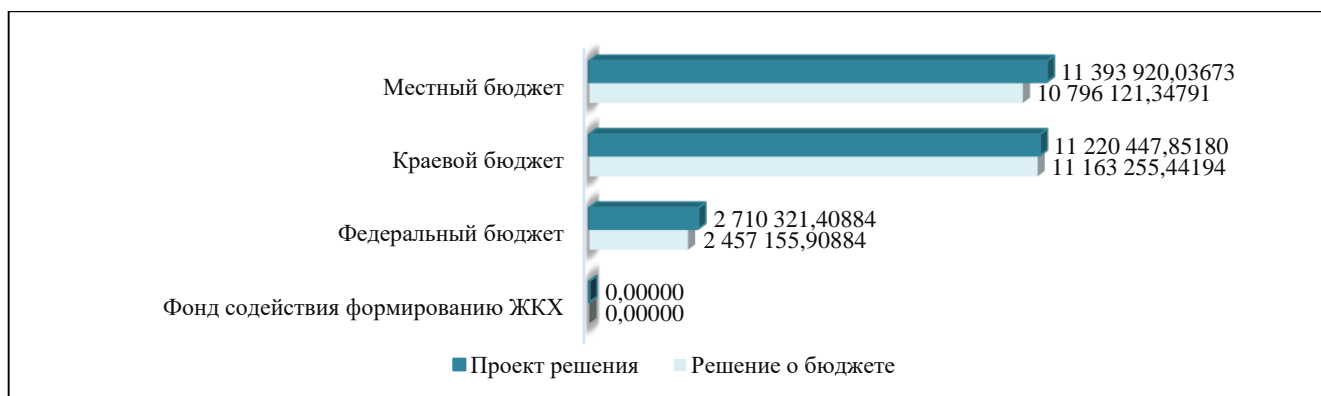 Местный бюджет
11 393 920,03673
10 796 121,34791
Краевой бюджет
11 220 447,85180
11 163 255,44194
Федеральный бюджет
2 710 321,40884
2 457 155,90884
Фонд содействия формированию ЖКХ
0,00000
0,00000
Проект решения
Решение о бюджете